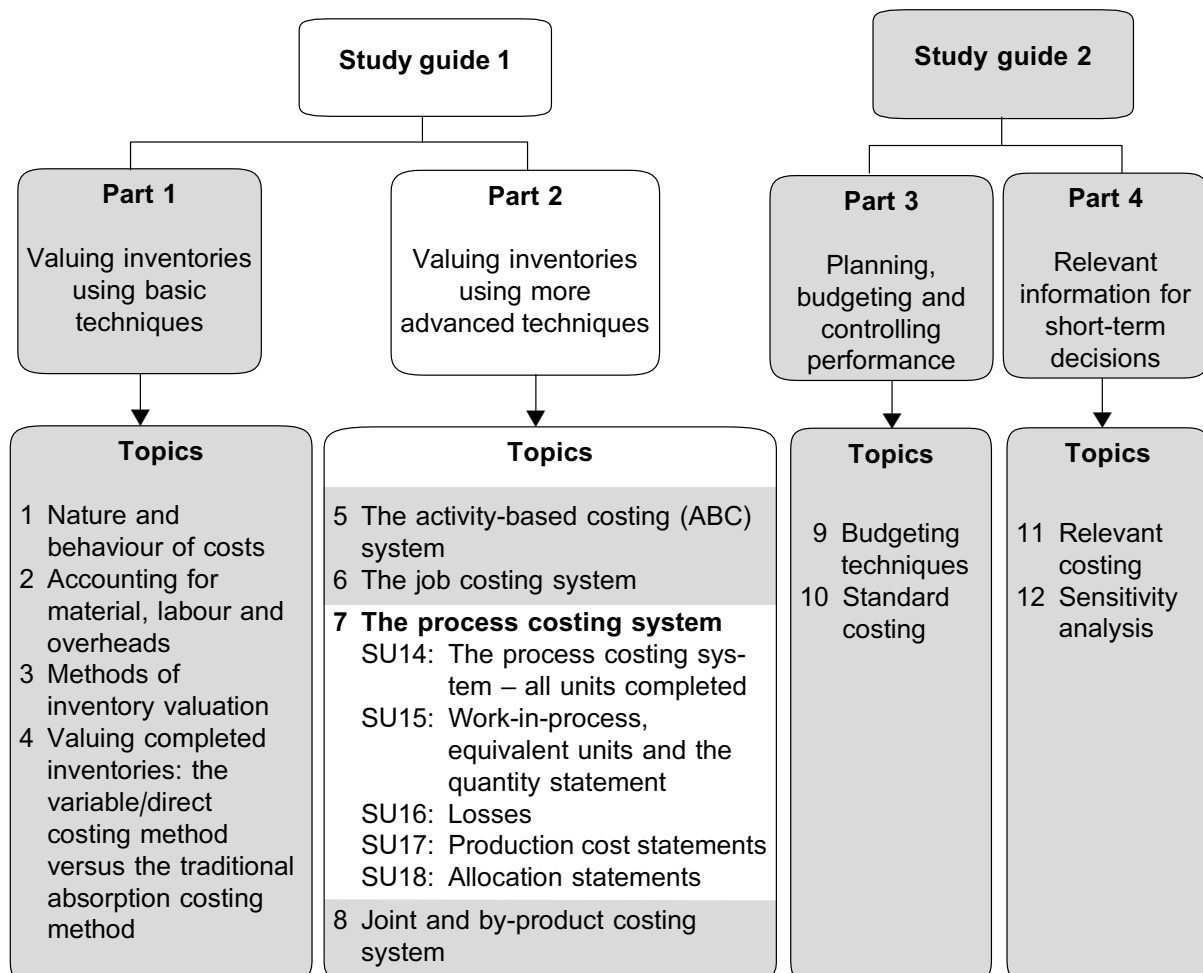 Study guide 1
Study guide 2
Part 1
Valuing inventories
using basic
techniques
Part 2
Valuing inventories
using more
advanced techniques
Part 3
Planning,
budgeting and
controlling
performance
Part 4
Relevant
information for
short-term
decisions
Topics
1 Nature and
behaviour of costs
2 Accounting for
material, labour and
overheads
3 Methods of
inventory valuation
4 Valuing completed
inventories: the
variable/direct
costing method
versus the traditional
absorption costing
method
Topics
5 The activity-based costing (ABC)
system
6 The job costing system
7 The process costing system
SU14: The process costing sys-
tem – all units completed
SU15: Work-in-process,
equivalent units and the
quantity statement
SU16: Losses
SU17: Production cost statements
SU18: Allocation statements
8 Joint and by-product costing
system
Topics
9 Budgeting
techniques
10 Standard
costing
Topics
11 Relevant
costing
12 Sensitivity
analysis